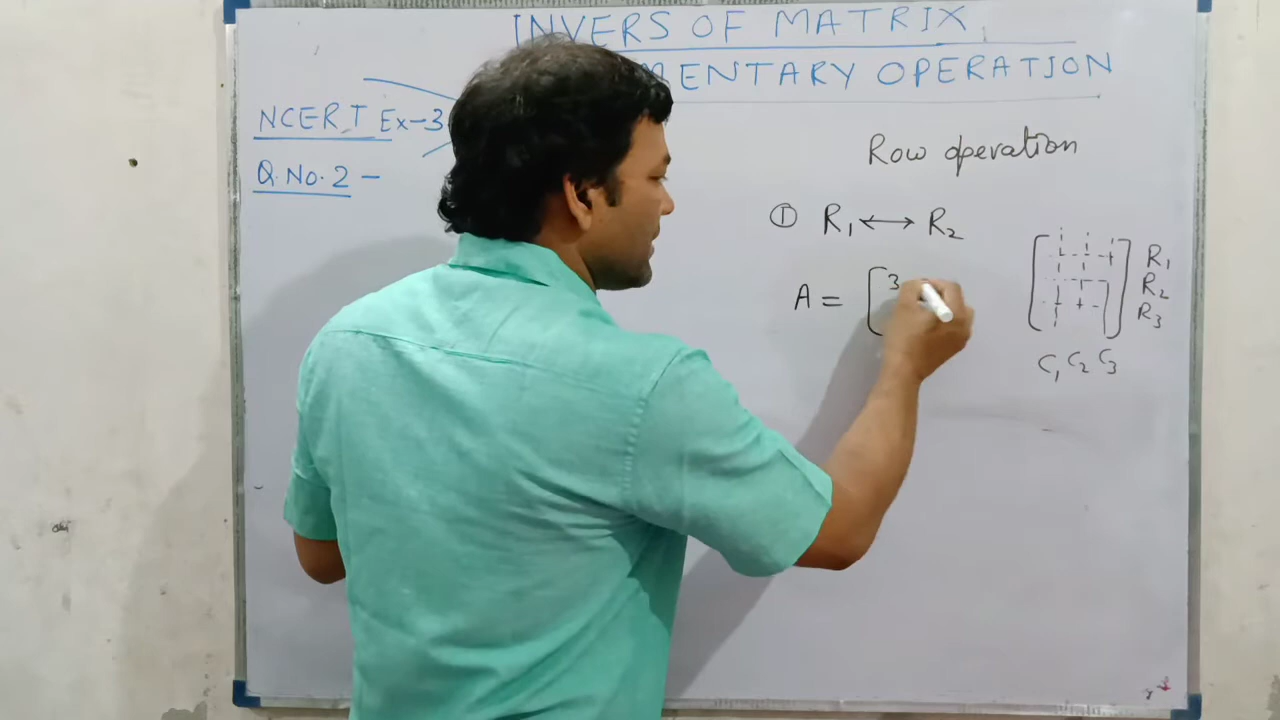 INVERS OF MATRIX
MENTARY OPERATION
NCERT Ex-3
Q.No.2 -
Row operation
① R₁ ⟷ R₂
A = [ 3
R₁
R₂
R₃
C₁ C₂ C₃